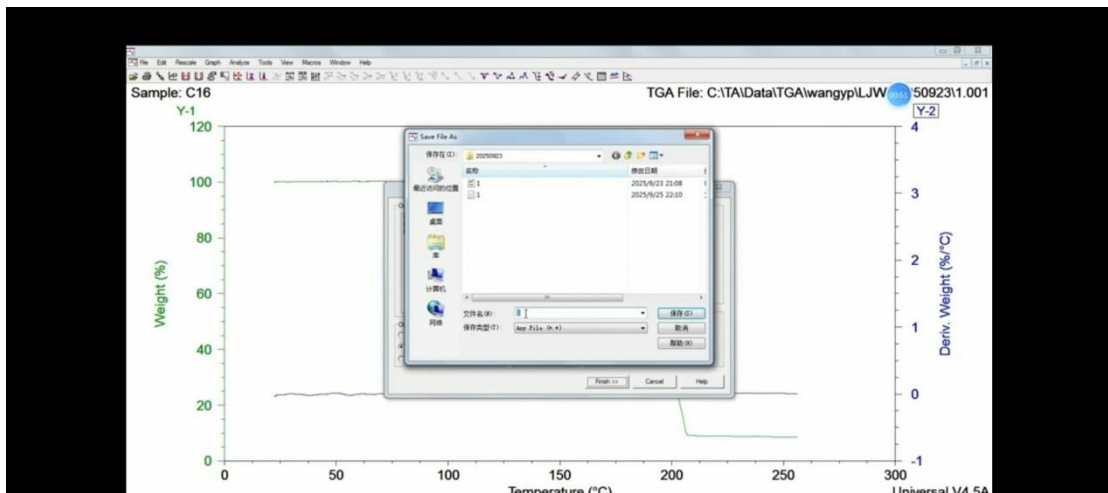 File Edit Rescale Graph Analyze Tools View Macros Window Help
Sample: C16
TGA File: C:\TA\Data\TGA\wangyp\LJW
00:51
50923\1.001
Y-1
Y-2
120
100
80
60
40
20
0
Weight (%)
4
3
2
1
0
-1
Deriv. Weight (%/°C)
0 50 100 150 200 250 300
Temperature (°C)
Universal V4.5A
Save File As
保存在(I):
20250923
名称
修改日期
1
2025/9/23 21:08
1
2025/9/25 22:10
最近访问的位置
桌面
库
计算机
网络
文件名(N):
保存(S)
保存类型(T):
Any File (*.*)
取消
帮助(H)
Finish >>
Cancel
Help